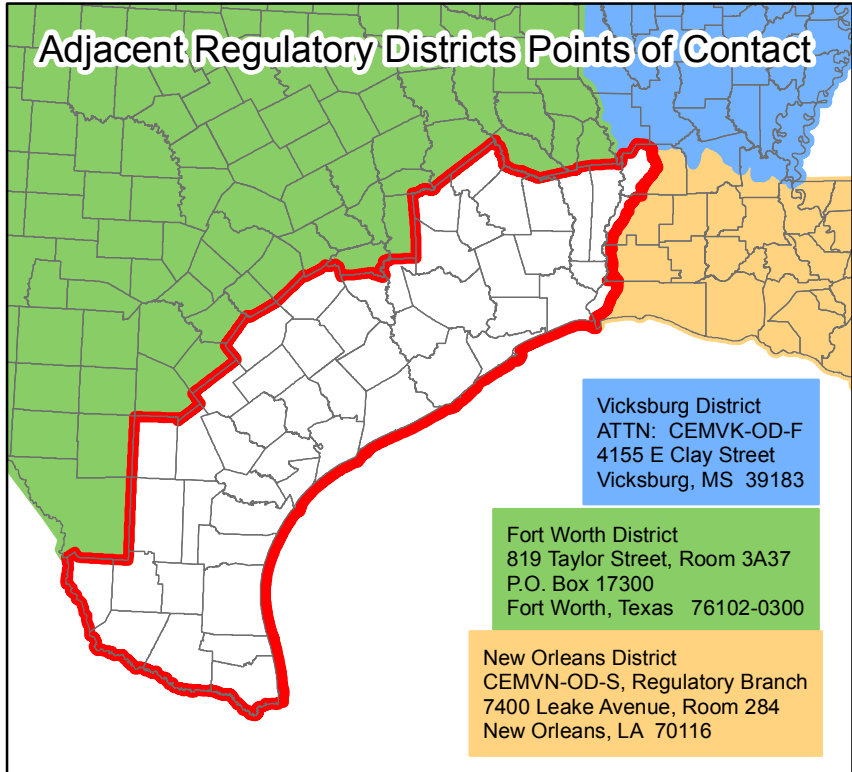 Adjacent Regulatory Districts Points of Contact
Vicksburg District
ATTN: CEMVK-OD-F
4155 E Clay Street
Vicksburg, MS 39183
Fort Worth District
819 Taylor Street, Room 3A37
P.O. Box 17300
Fort Worth, Texas 76102-0300
New Orleans District
CEMVN-OD-S, Regulatory Branch
7400 Leake Avenue, Room 284
New Orleans, LA 70116